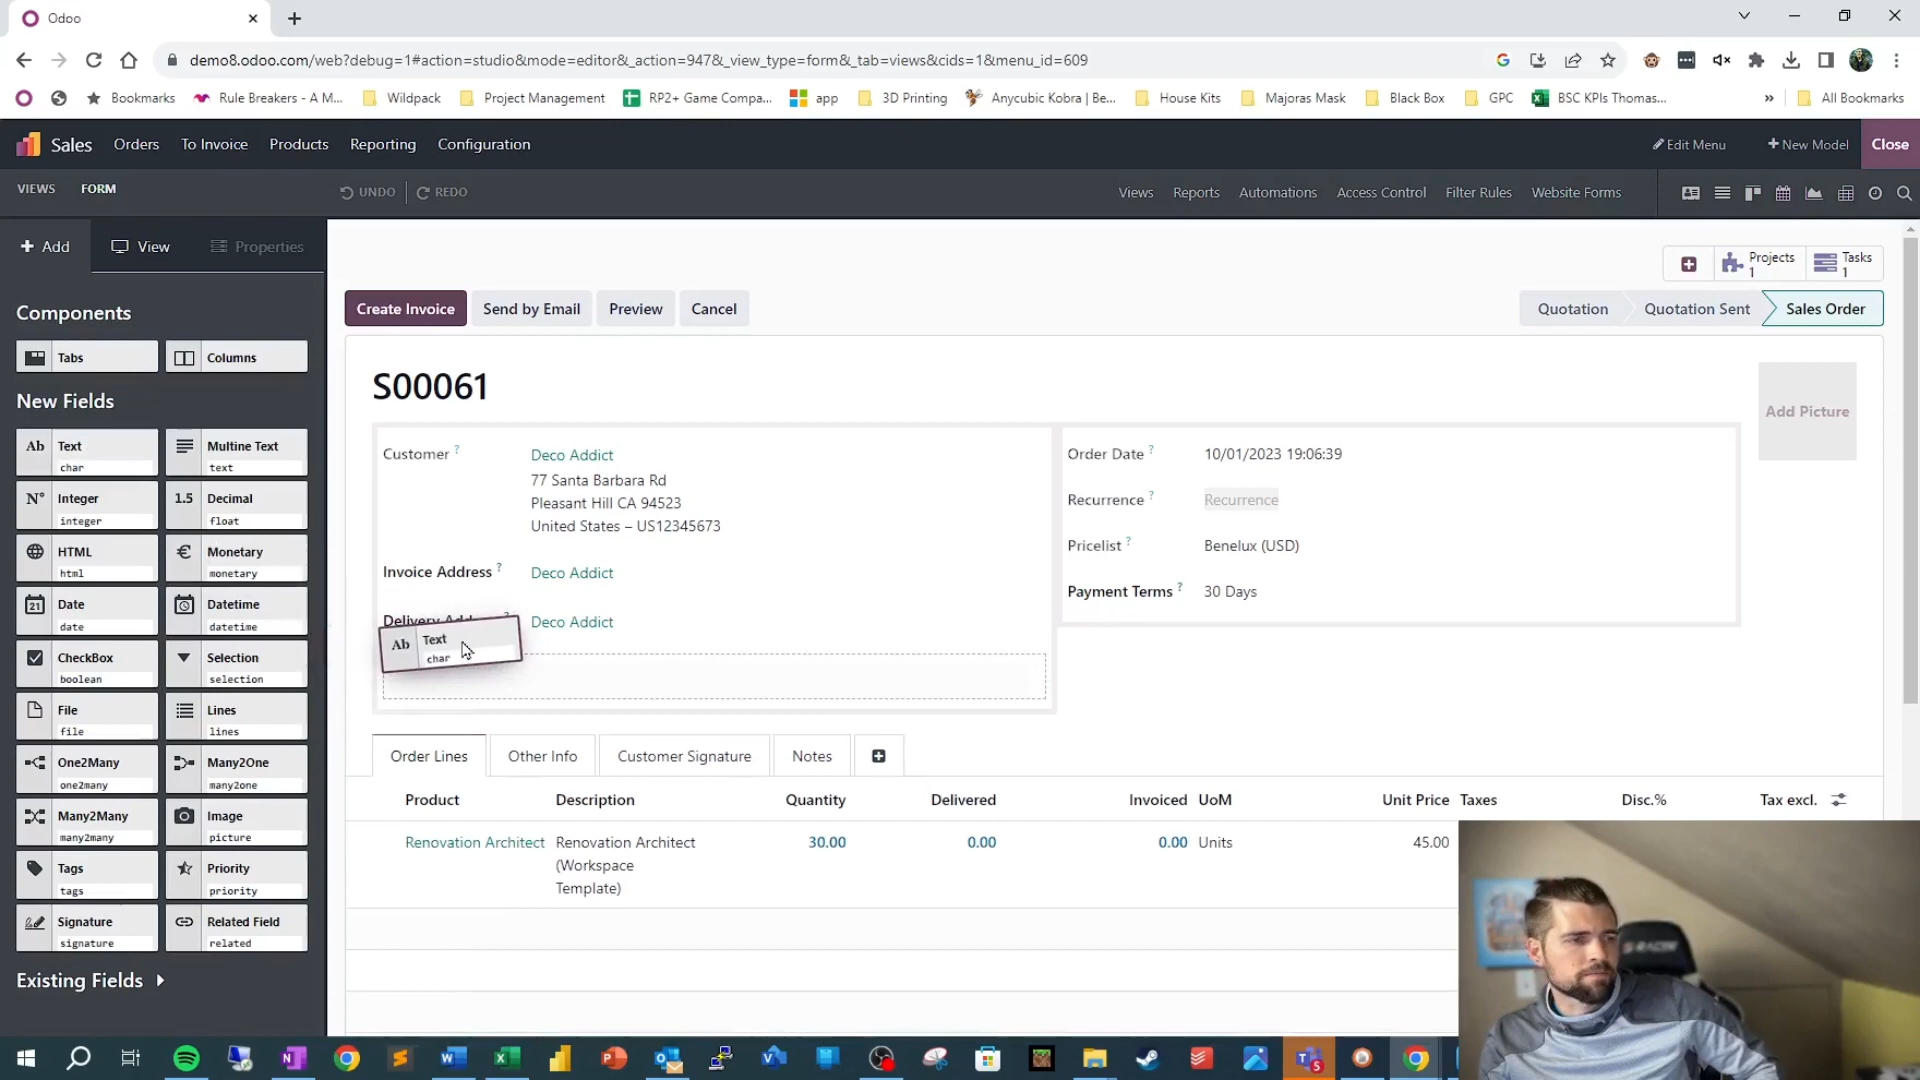 Odoo
demo8.odoo.com/web?debug=1#action=studio&mode=editor&_action=947&_view_type=form&_tab=views&cids=1&menu_id=609
Bookmarks
Rule Breakers - A M...
Wildpack
Project Management
RP2+ Game Compa...
app
3D Printing
Anycubic Kobra | Be...
House Kits
Majoras Mask
Black Box
GPC
BSC KPIs Thomas...
»
All Bookmarks
Sales
Orders
To Invoice
Products
Reporting
Configuration
Edit Menu
+ New Model
Close
VIEWS
FORM
UNDO
REDO
Views
Reports
Automations
Access Control
Filter Rules
Website Forms
+ Add
View
Properties
Components
Tabs
Columns
New Fields
Ab Text
char
Multine Text
text
N° Integer
integer
1.5 Decimal
float
HTML
html
€ Monetary
monetary
21 Date
date
Datetime
datetime
CheckBox
boolean
Selection
selection
File
file
Lines
lines
One2Many
one2many
Many2One
many2one
Many2Many
many2many
Image
picture
Tags
tags
Priority
priority
Signature
signature
Related Field
related
Existing Fields
Projects
1
Tasks
1
Create Invoice
Send by Email
Preview
Cancel
Quotation
Quotation Sent
Sales Order
S00061
Add Picture
Customer ?
Deco Addict
77 Santa Barbara Rd
Pleasant Hill CA 94523
United States – US12345673
Invoice Address ?
Deco Addict
Delivery Add
Deco Addict
Ab Text
char
Order Date ?
10/01/2023 19:06:39
Recurrence ?
Recurrence
Pricelist ?
Benelux (USD)
Payment Terms ?
30 Days
Order Lines
Other Info
Customer Signature
Notes
Product
Description
Quantity
Delivered
Invoiced
UoM
Unit Price
Taxes
Disc.%
Tax excl.
Renovation Architect
Renovation Architect
(Workspace
Template)
30.00
0.00
0.00
Units
45.00